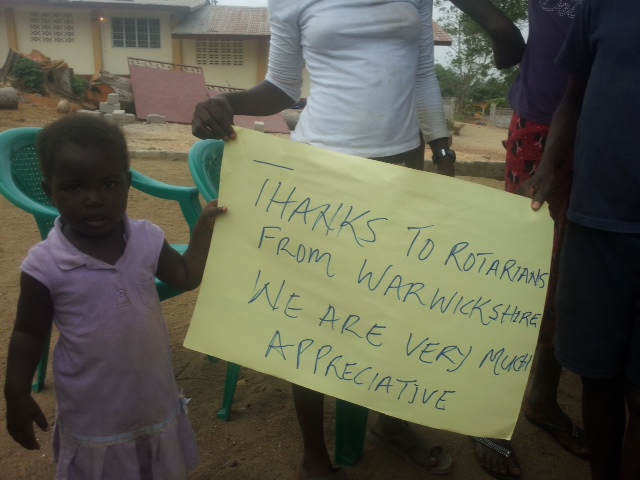 THANKS TO ROTARIANS
FROM WARWICKSHIRE
WE ARE VERY MUCH
APPRECIATIVE